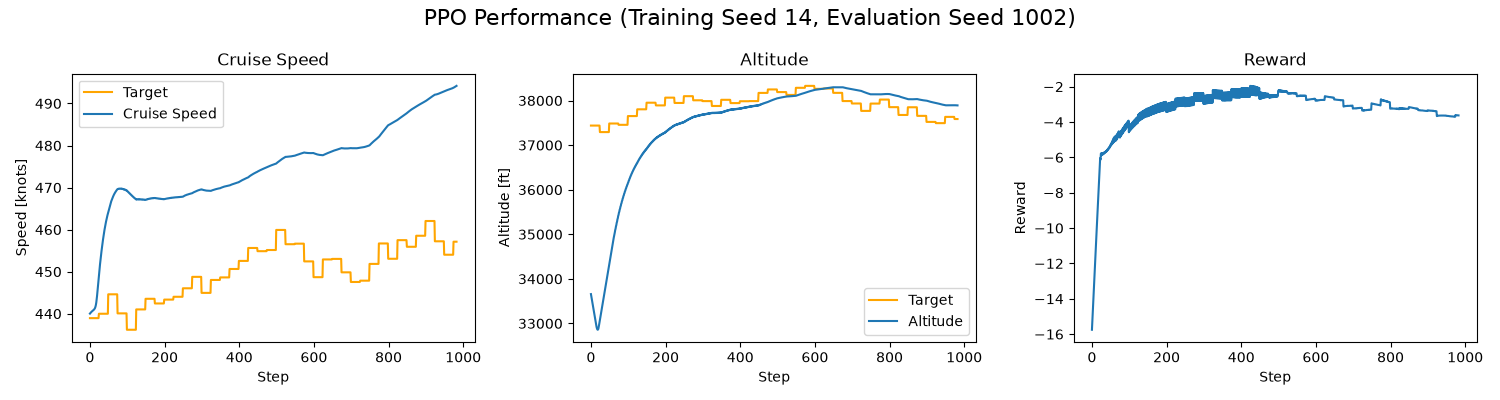 PPO Performance (Training Seed 14, Evaluation Seed 1002)
Cruise Speed
Speed [knots]
490
480
470
460
450
440
0 200 400 600 800 1000
Step
Target
Cruise Speed
Altitude
Altitude [ft]
38000
37000
36000
35000
34000
33000
0 200 400 600 800 1000
Step
Target
Altitude
Reward
Reward
−2
−4
−6
−8
−10
−12
−14
−16
0 200 400 600 800 1000
Step